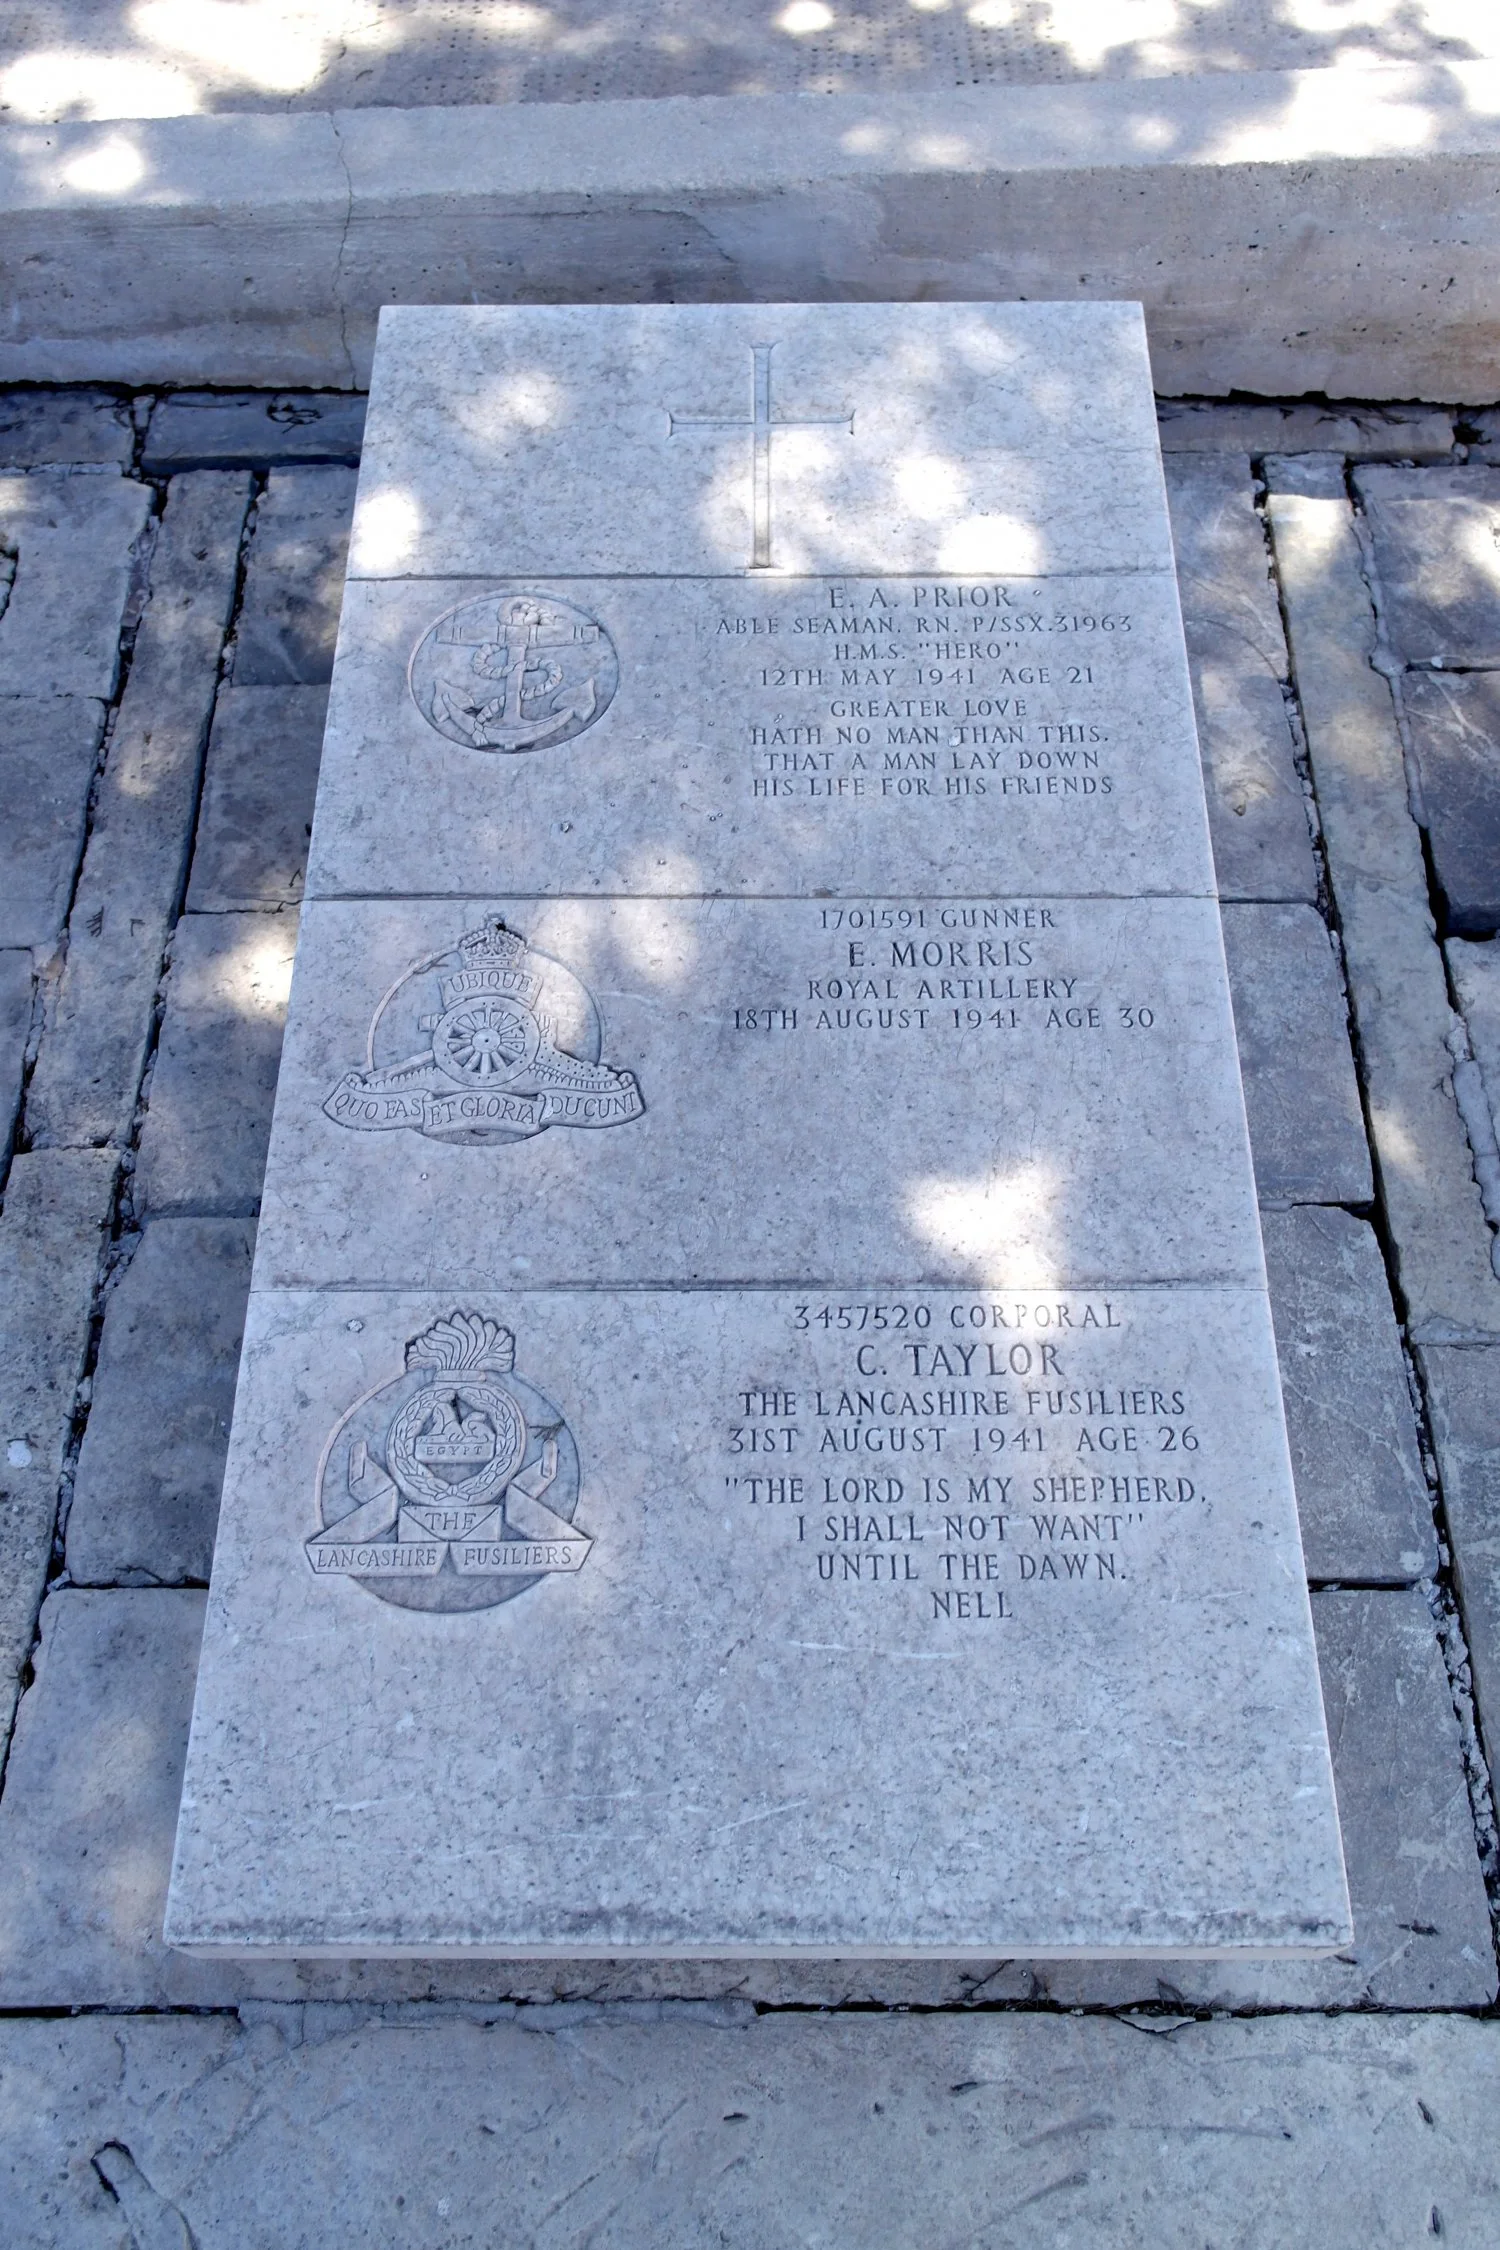 E. A. PRIOR
ABLE SEAMAN. RN. P/SSX.31963
H.M.S. "HERO"
12TH MAY 1941 AGE 21
GREATER LOVE
HATH NO MAN THAN THIS.
THAT A MAN LAY DOWN
HIS LIFE FOR HIS FRIENDS
UBIQUE
QUO FAS ET GLORIA DUCUNT
1701591 GUNNER
E. MORRIS
ROYAL ARTILLERY
18TH AUGUST 1941 AGE 30
EGYPT
THE
LANCASHIRE FUSILIERS
3457520 CORPORAL
C. TAYLOR
THE LANCASHIRE FUSILIERS
31ST AUGUST 1941 AGE 26
"THE LORD IS MY SHEPHERD,
I SHALL NOT WANT"
UNTIL THE DAWN.
NELL